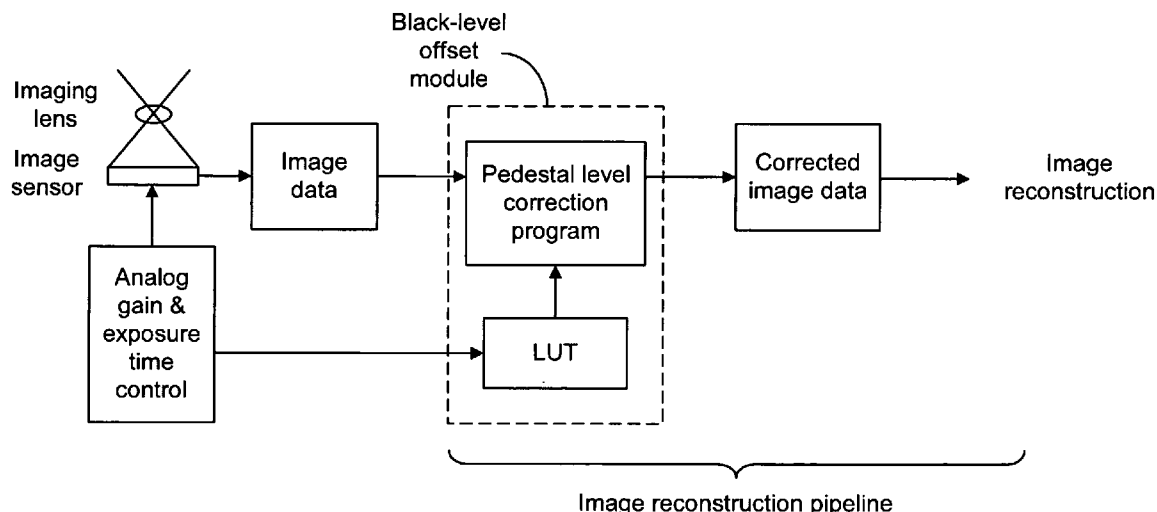 Black-level
offset
module
Imaging
lens
Image
sensor
Image
data
Pedestal level
correction
program
Corrected
image data
Image
reconstruction
Analog
gain &
exposure
time
control
LUT
Image reconstruction pipeline